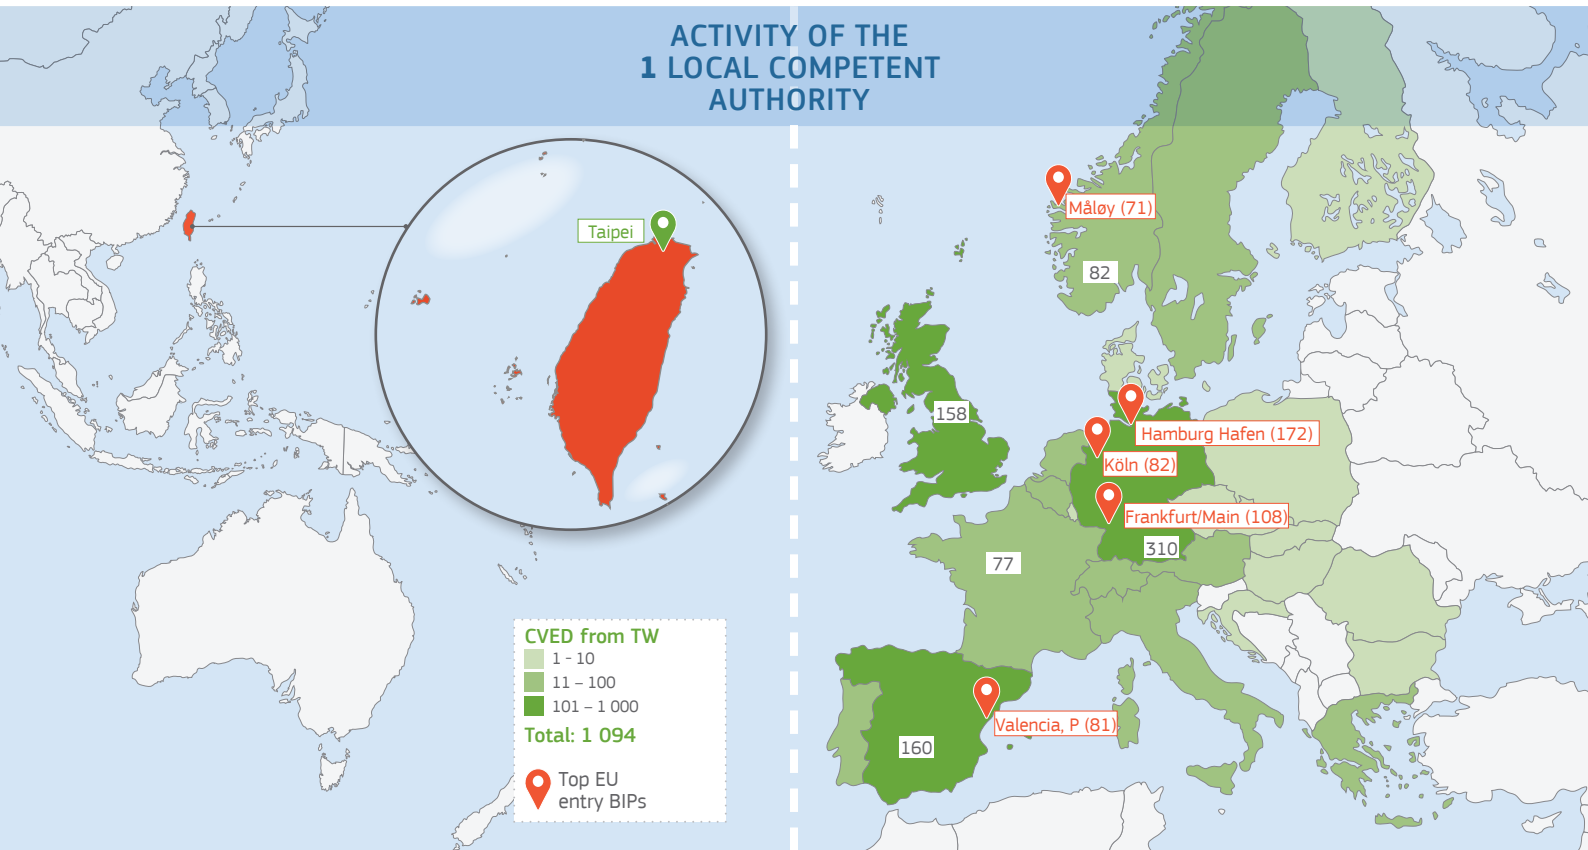 ACTIVITY OF THE
1 LOCAL COMPETENT
AUTHORITY
Taipei
CVED from TW
1 - 10
11 – 100
101 – 1 000
Total: 1 094
Top EU
entry BIPs
Måløy (71)
82
158
Hamburg Hafen (172)
Köln (82)
Frankfurt/Main (108)
310
77
Valencia, P (81)
160